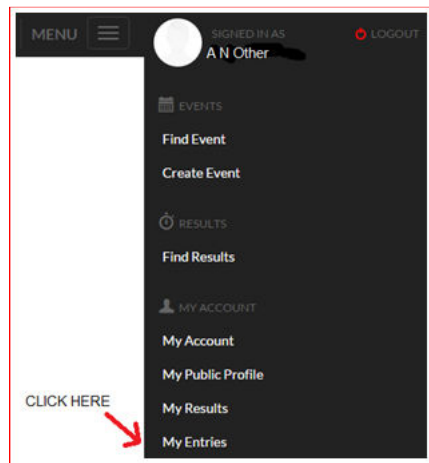 MENU
SIGNED IN AS
LOGOUT
A N Other
EVENTS
Find Event
Create Event
RESULTS
Find Results
MY ACCOUNT
My Account
My Public Profile
My Results
CLICK HERE
My Entries